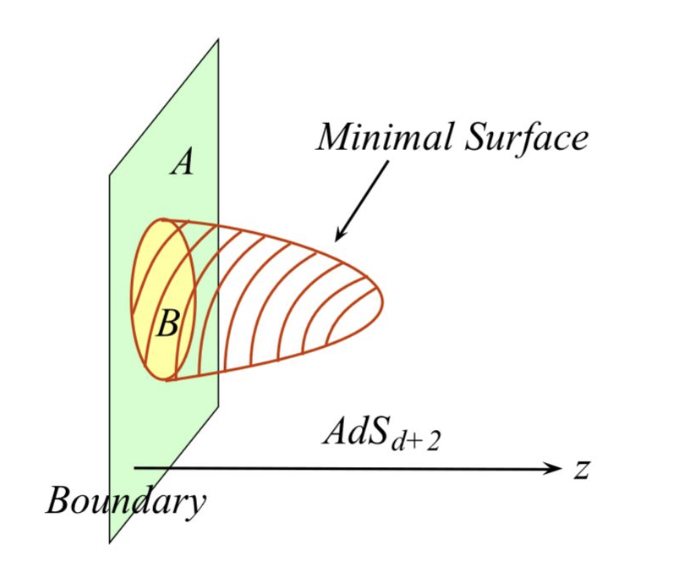 Minimal Surface
A
B
AdS_{d+2}
z
Boundary